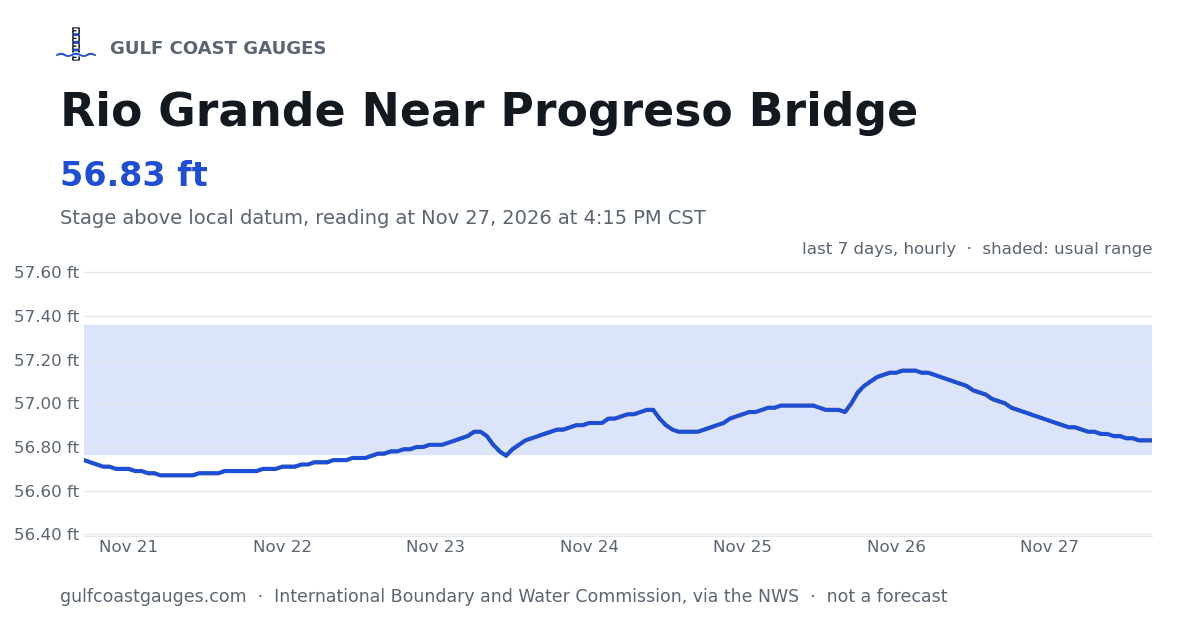 GULF COAST GAUGES
Rio Grande Near Progreso Bridge
56.83 ft
Stage above local datum, reading at Nov 27, 2026 at 4:15 PM CST
last 7 days, hourly · shaded: usual range
57.60 ft
57.40 ft
57.20 ft
57.00 ft
56.80 ft
56.60 ft
56.40 ft
Nov 21 Nov 22 Nov 23 Nov 24 Nov 25 Nov 26 Nov 27
gulfcoastgauges.com · International Boundary and Water Commission, via the NWS · not a forecast